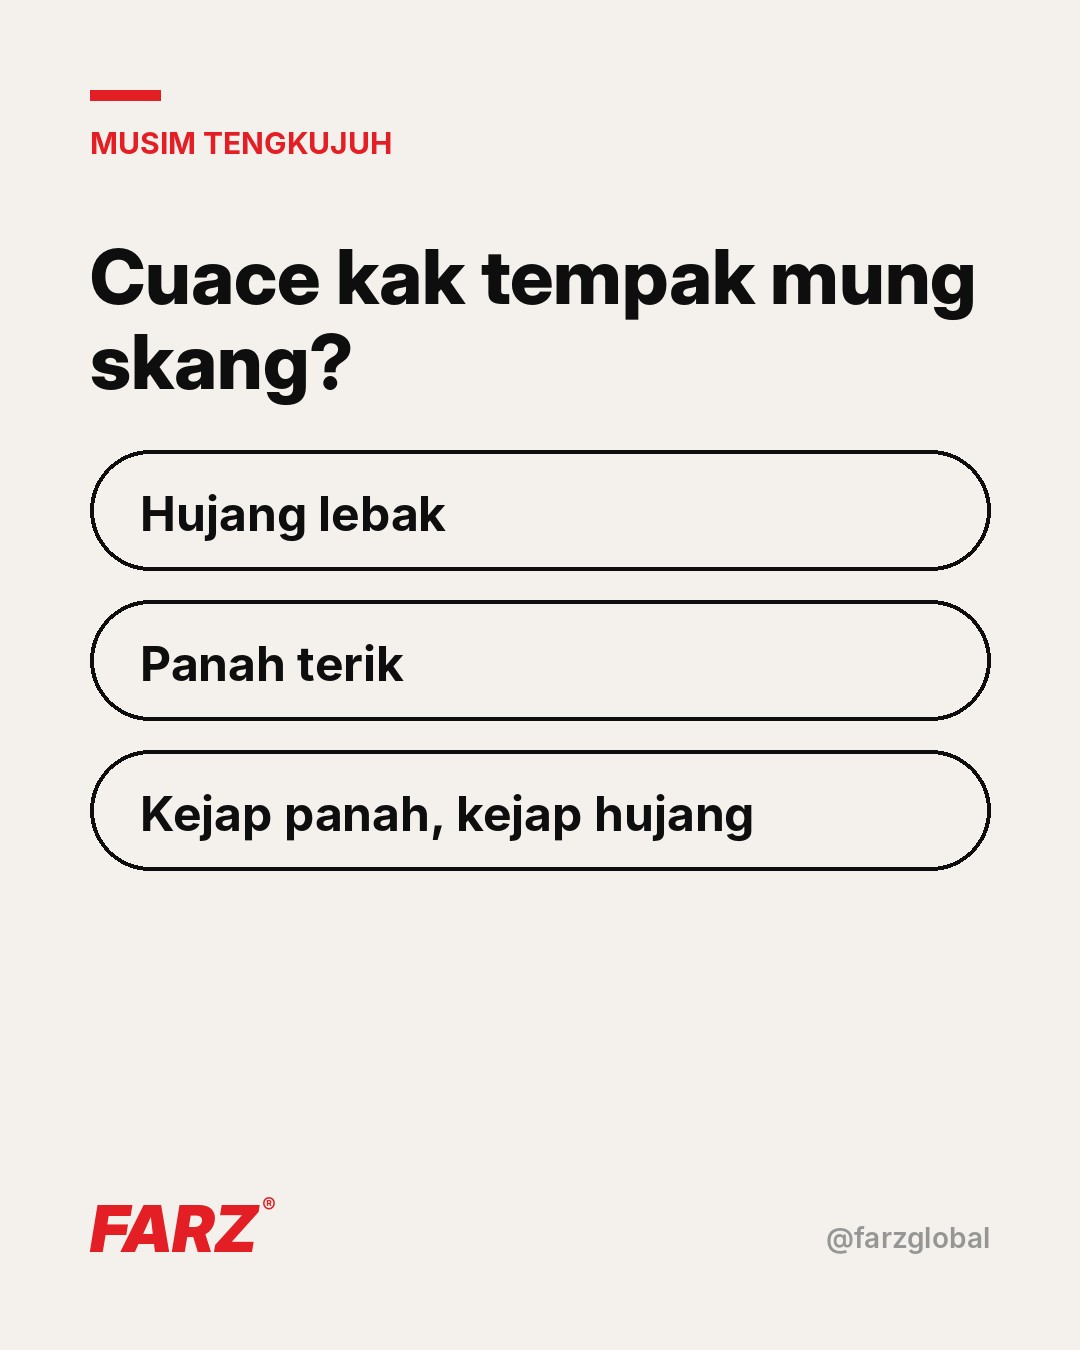 MUSIM TENGKUJUH
Cuace kak tempak mung
skang?
Hujang lebak
Panah terik
Kejap panah, kejap hujang
FARZ®
@farzglobal